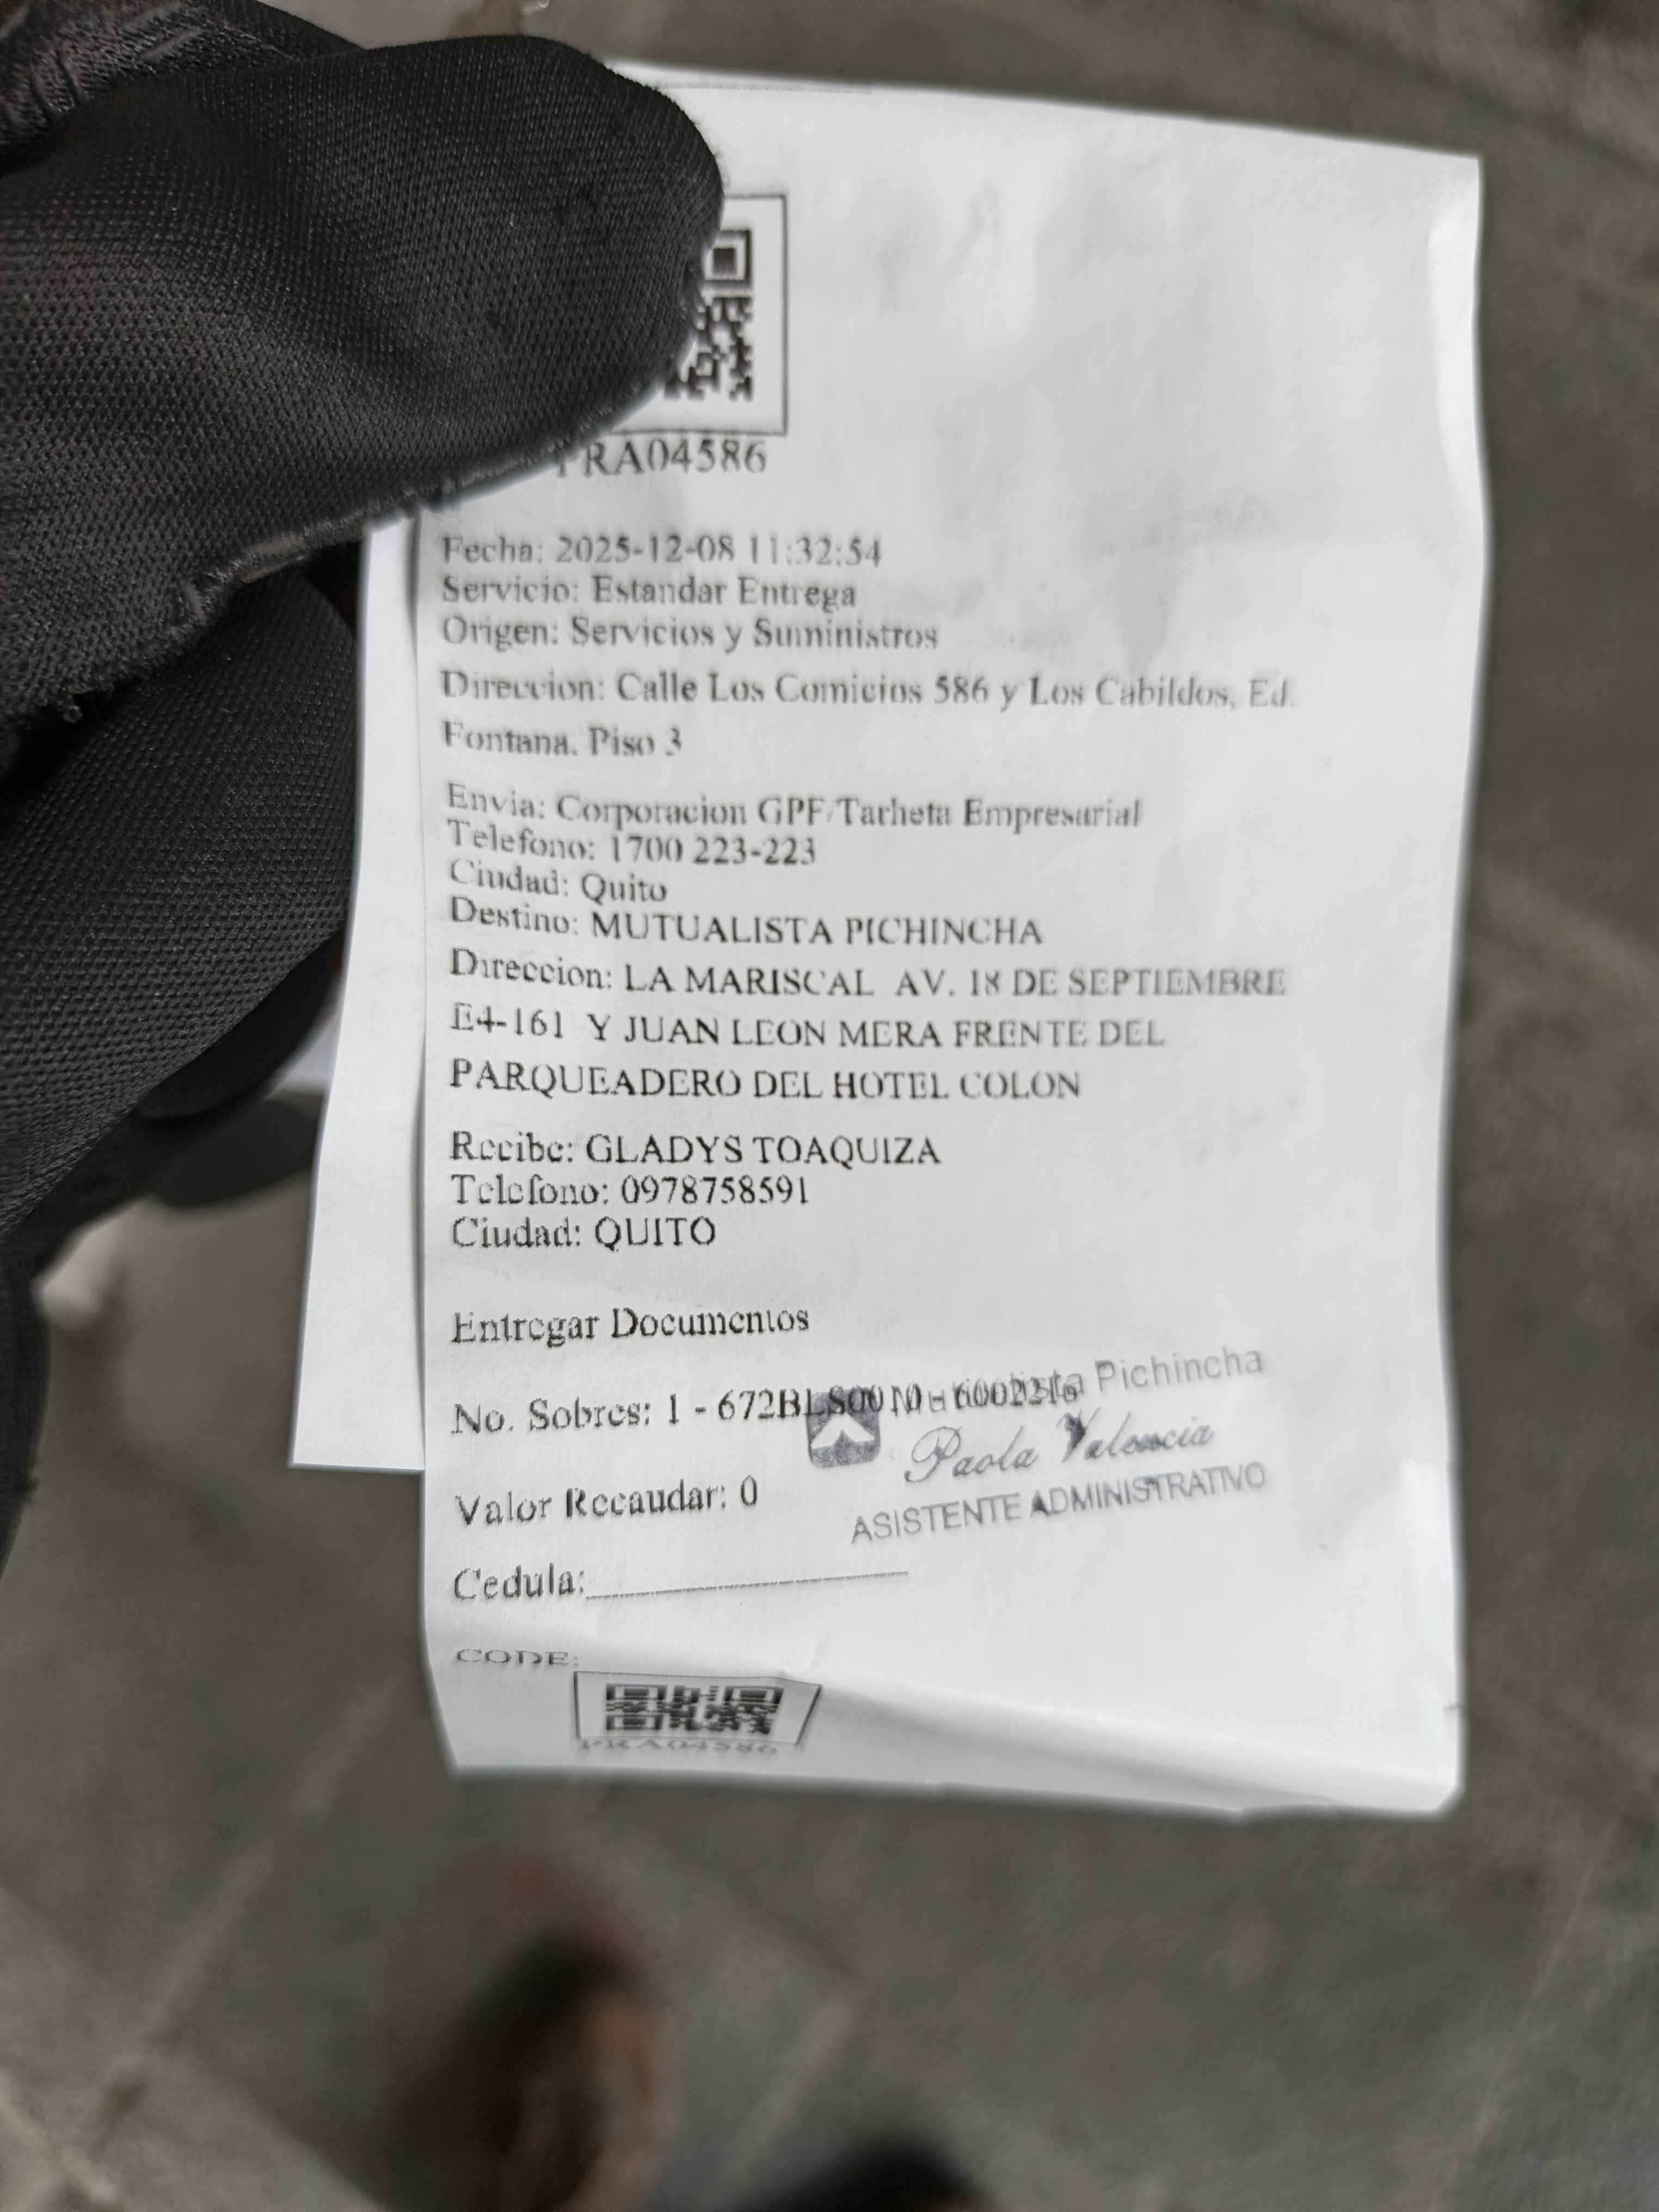 PRA04586
Fecha: 2025-12-08 11:32:54
Servicio: Estandar Entrega
Origen: Servicios y Suministros
Direccion: Calle Los Comicios 586 y Los Cabildos, Ed.
Fontana. Piso 3
Envia: Corporacion GPF/Tarheta Empresarial
Telefono: 1700 223-223
Ciudad: Quito
Destino: MUTUALISTA PICHINCHA
Direccion: LA MARISCAL AV. 18 DE SEPTIEMBRE
E4-161 Y JUAN LEON MERA FRENTE DEL
PARQUEADERO DEL HOTEL COLON
Recibe: GLADYS TOAQUIZA
Telefono: 0978758591
Ciudad: QUITO
Entregar Documentos
No. Sobres: 1 -
Mutualista Pichincha
Paola Valencia
ASISTENTE ADMINISTRATIVO
Valor Recaudar: 0
Cedula:
CODE:
PRA04586